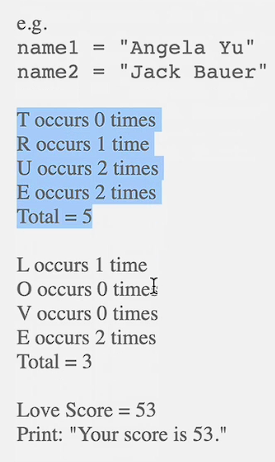 e.g.
name1 = "Angela Yu"
name2 = "Jack Bauer"
T occurs 0 times
R occurs 1 time
U occurs 2 times
E occurs 2 times
Total = 5
L occurs 1 time
O occurs 0 times
V occurs 0 times
E occurs 2 times
Total = 3
Love Score = 53
Print: "Your score is 53."